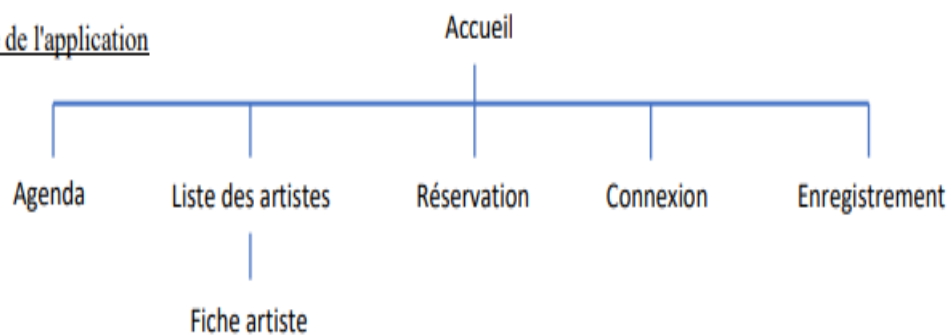 de l'application
Accueil
Agenda
Liste des artistes
Réservation
Connexion
Enregistrement
Fiche artiste